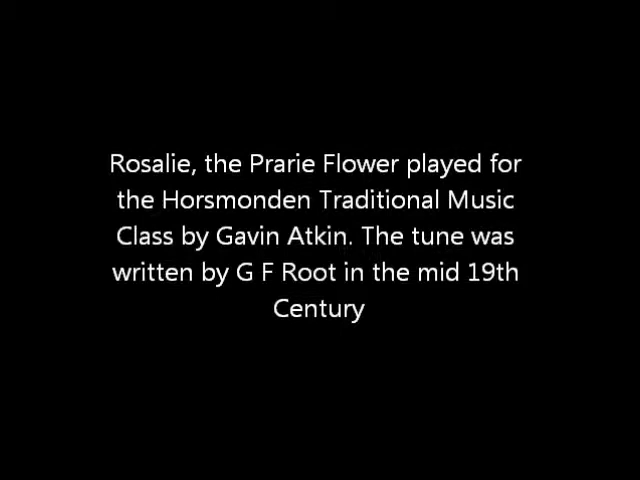 Rosalie, the Prarie Flower played for
the Horsmonden Traditional Music
Class by Gavin Atkin. The tune was
written by G F Root in the mid 19th
Century